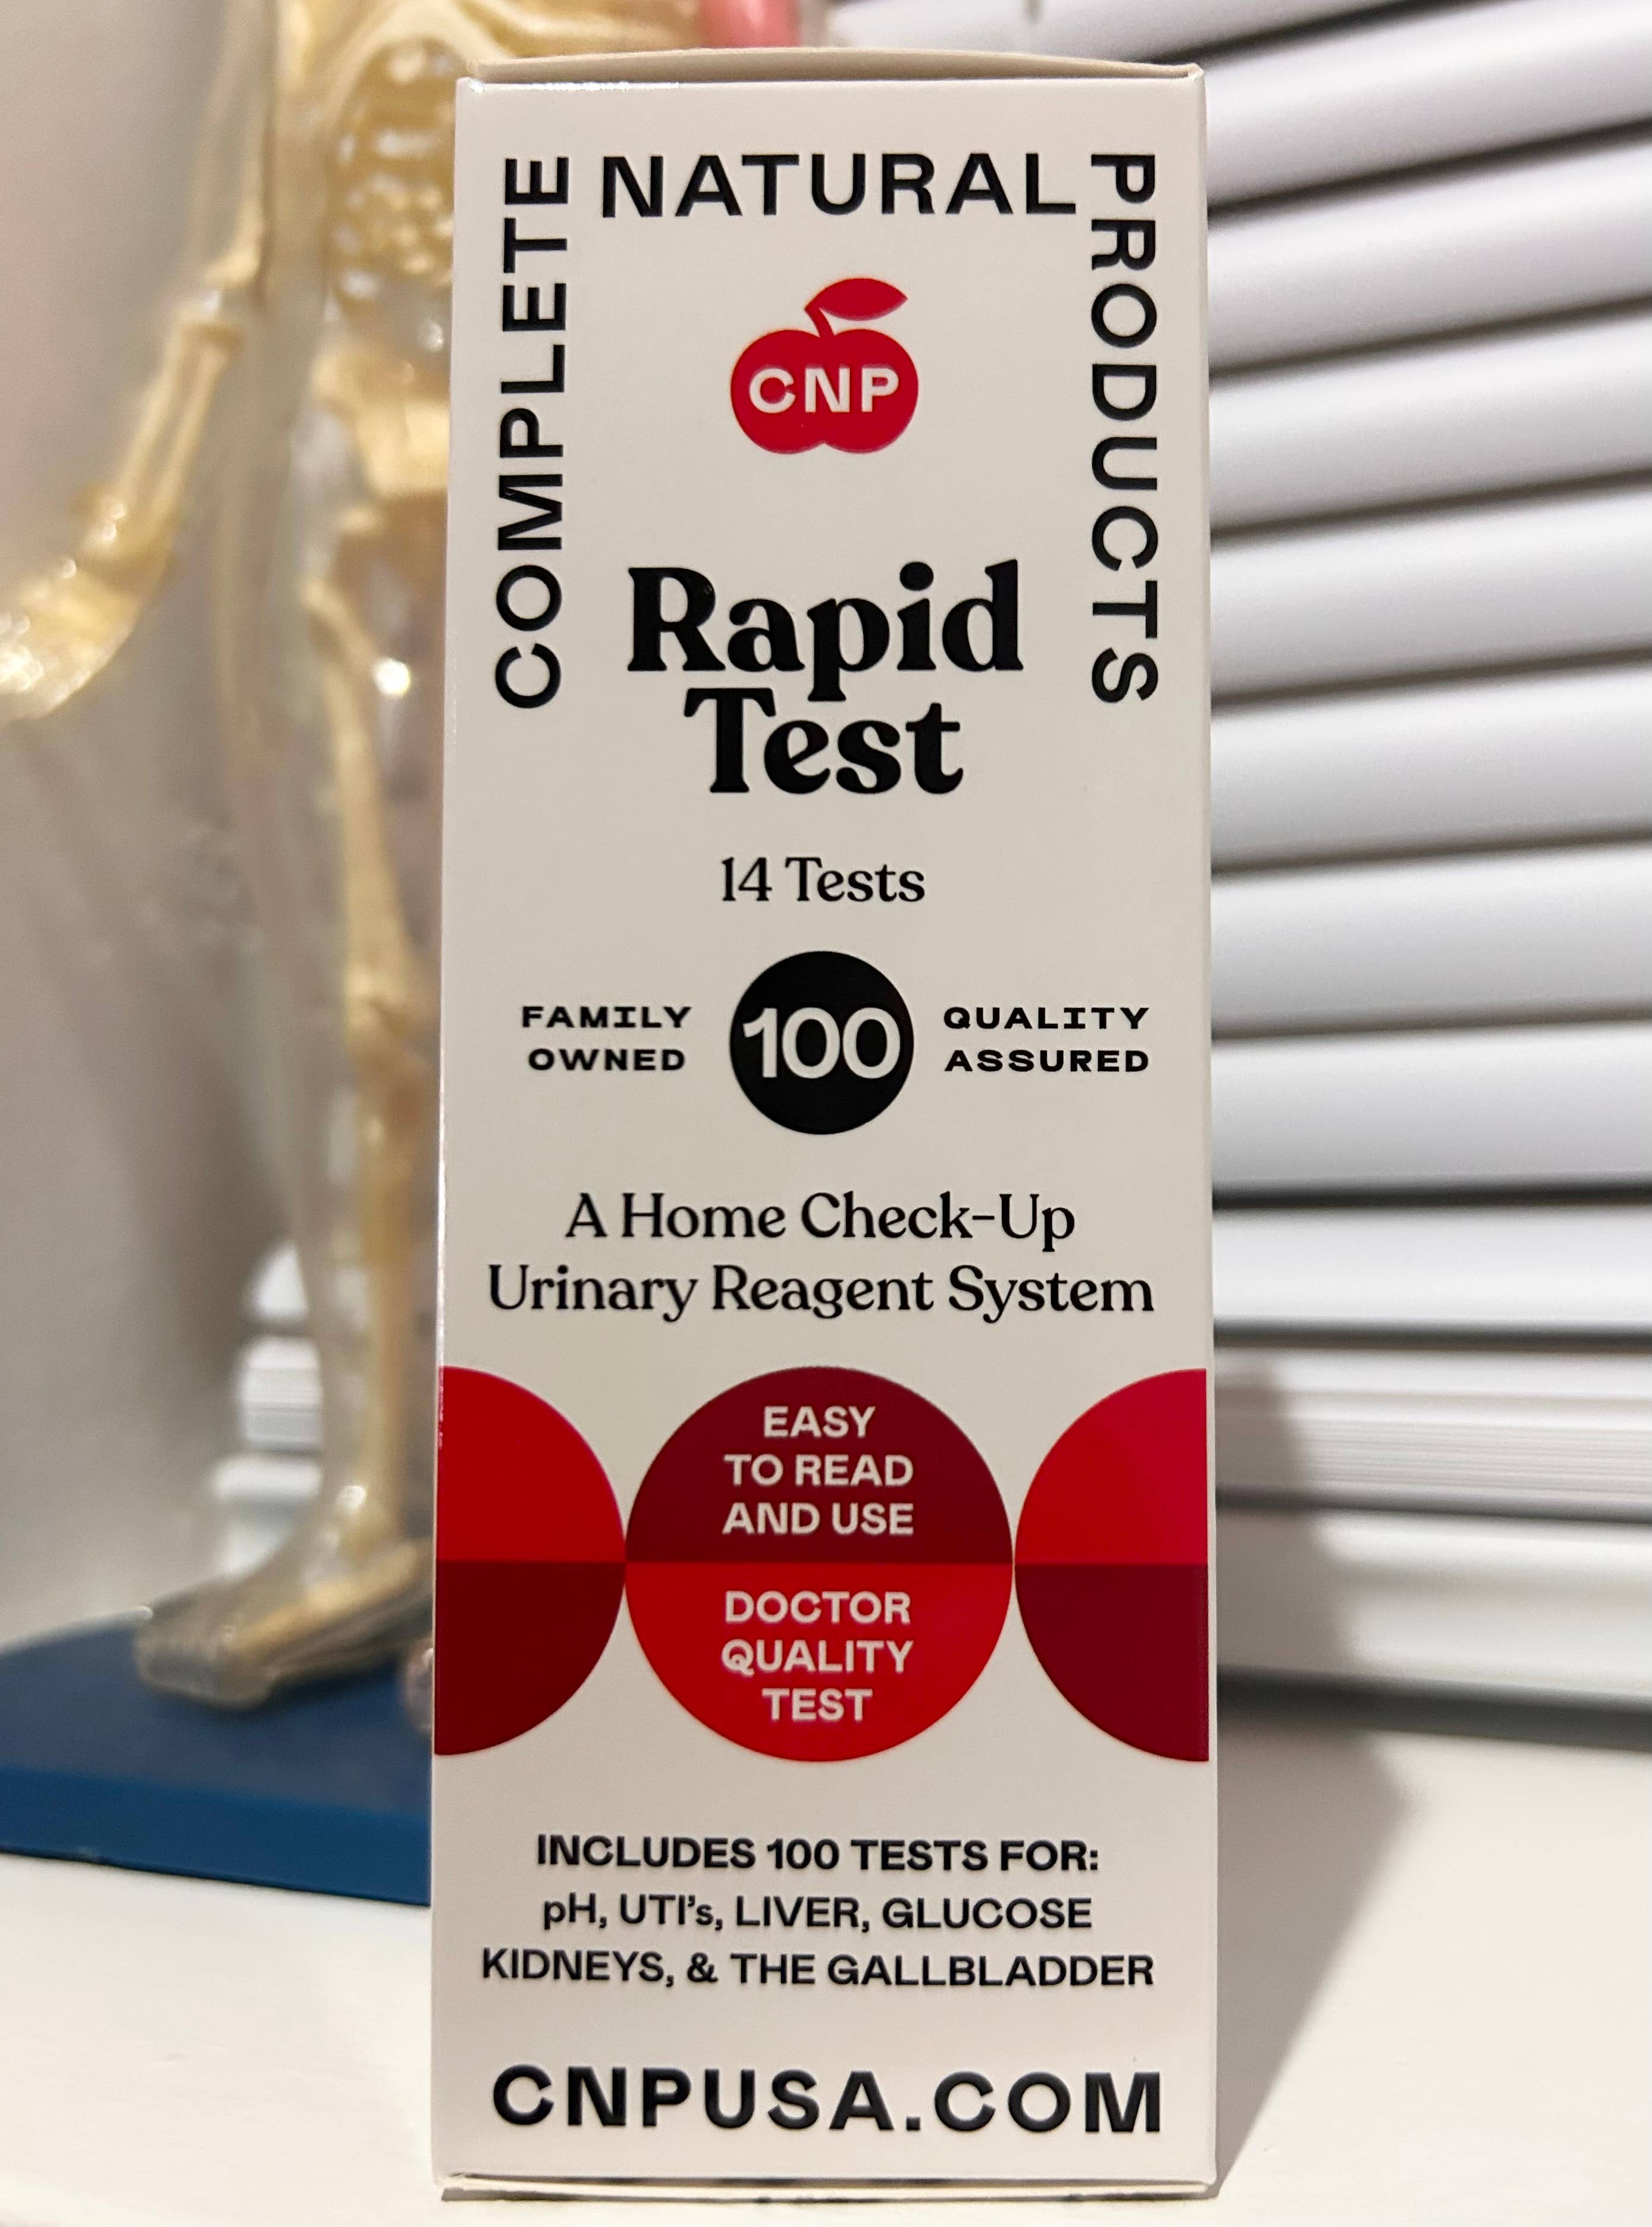 COMPLETE
NATURAL
PRODUCTS
CNP
Rapid
Test
14 Tests
FAMILY
OWNED
100
QUALITY
ASSURED
A Home Check-Up
Urinary Reagent System
EASY
TO READ
AND USE
DOCTOR
QUALITY
TEST
INCLUDES 100 TESTS FOR:
pH, UTI's, LIVER, GLUCOSE
KIDNEYS, & THE GALLBLADDER
CNPUSA.COM